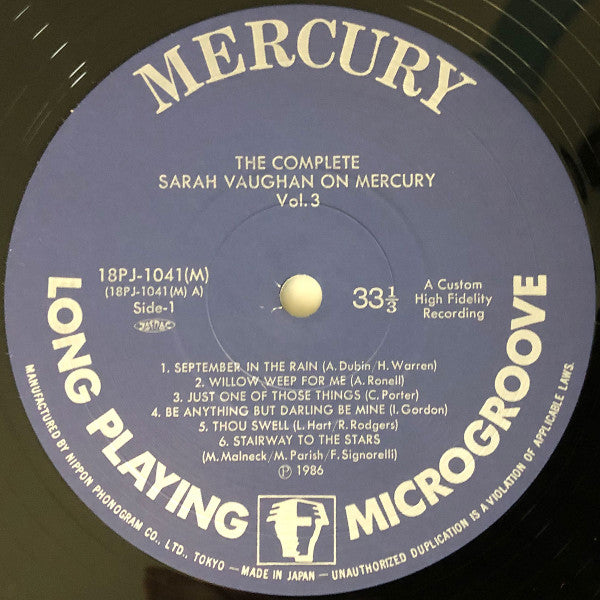 MERCURY
THE COMPLETE
SARAH VAUGHAN ON MERCURY
Vol.3
18PJ-1041(M)
(18PJ-1041(M) A)
Side-1
JASRAC
33⅓
A Custom
High Fidelity
Recording
1. SEPTEMBER IN THE RAIN (A. Dubin/H. Warren)
2. WILLOW WEEP FOR ME (A. Ronell)
3. JUST ONE OF THOSE THINGS (C. Porter)
4. BE ANYTHING BUT DARLING BE MINE (I. Gordon)
5. THOU SWELL (L. Hart/R. Rodgers)
6. STAIRWAY TO THE STARS
(M. Malneck/M. Parish/F. Signorelli)
Ⓟ 1986
LONG PLAYING MICROGROOVE
MANUFACTURED BY NIPPON PHONOGRAM CO., LTD., TOKYO — MADE IN JAPAN — UNAUTHORIZED DUPLICATION IS A VIOLATION OF APPLICABLE LAWS.